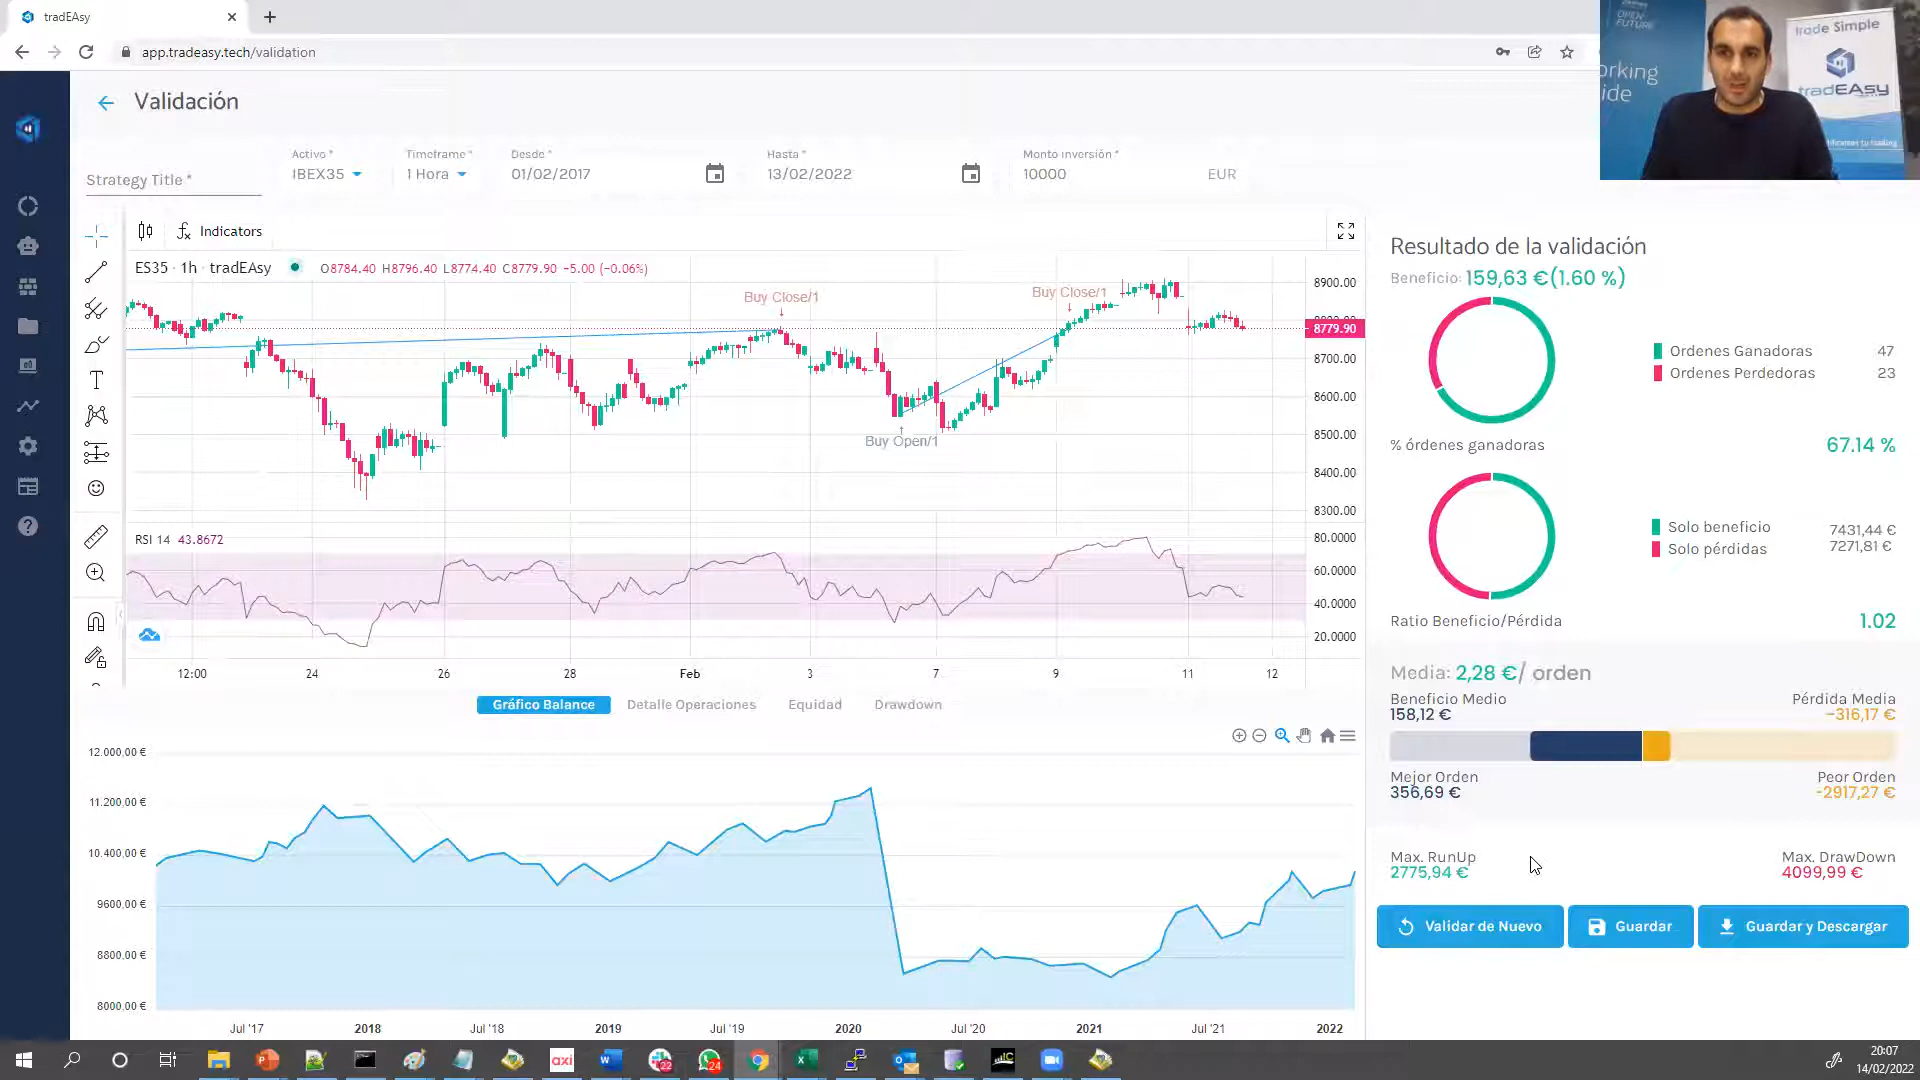 tradEAsy
app.tradeasy.tech/validation
OPEN
FUTURE
orking
ide
Trade Simple
tradEAsy
Validación
Strategy Title *
Activo *
IBEX35
Timeframe *
1 Hora
Desde *
01/02/2017
Hasta *
13/02/2022
Monto inversión *
10000
EUR
Indicators
ES35 · 1h · tradEAsy
O8784.40 H8796.40 L8774.40 C8779.90 −5.00 (−0.06%)
Buy Close/1
Buy Close/1
Buy Open/1
8900.00
8779.90
8700.00
8600.00
8500.00
8400.00
8300.00
RSI 14 43.8672
80.0000
60.0000
40.0000
20.0000
12:00 24 26 28 Feb 3 7 9 11 12
Gráfico Balance
Detalle Operaciones
Equidad
Drawdown
12.000,00 €
11.200,00 €
10.400,00 €
9600,00 €
8800,00 €
8000,00 €
Jul '17 2018 Jul '18 2019 Jul '19 2020 Jul '20 2021 Jul '21 2022
Resultado de la validación
Beneficio: 159,63 €(1.60 %)
Ordenes Ganadoras 47
Ordenes Perdedoras 23
% órdenes ganadoras 67.14 %
Solo beneficio 7431,44 €
Solo pérdidas 7271,81 €
Ratio Beneficio/Pérdida 1.02
Media: 2,28 €/ orden
Beneficio Medio
158,12 €
Pérdida Media
-316,17 €
Mejor Orden
356,69 €
Peor Orden
-2917,27 €
Max. RunUp
2775,94 €
Max. DrawDown
4099,99 €
Validar de Nuevo
Guardar
Guardar y Descargar
axi
22
24
IC
20:07
14/02/2022